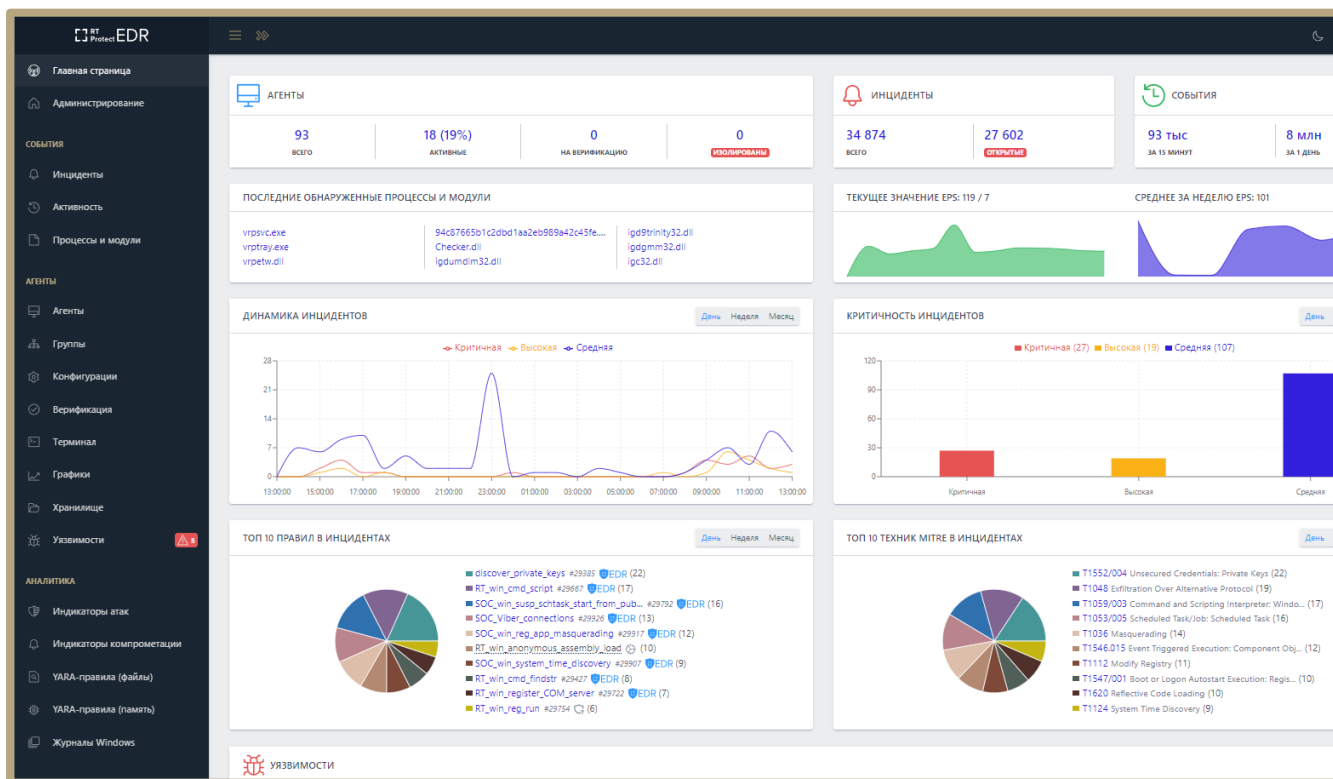 RT Protect EDR
Главная страница
Администрирование
СОБЫТИЯ
Инциденты
Активность
Процессы и модули
АГЕНТЫ
Агенты
Группы
Конфигурации
Верификация
Терминал
Графики
Хранилище
Уязвимости 5
АНАЛИТИКА
Индикаторы атак
Индикаторы компрометации
YARA-правила (файлы)
YARA-правила (память)
Журналы Windows
АГЕНТЫ
93 18 (19%) 0 0
ВСЕГО АКТИВНЫЕ НА ВЕРИФИКАЦИЮ ИЗОЛИРОВАНЫ
ИНЦИДЕНТЫ
34 874 27 602
ВСЕГО ОТКРЫТЫЕ
СОБЫТИЯ
93 тыс 8 млн
ЗА 15 МИНУТ ЗА 1 ДЕНЬ
ПОСЛЕДНИЕ ОБНАРУЖЕННЫЕ ПРОЦЕССЫ И МОДУЛИ
vrpsvc.exe 94c87665b1c2dbd1aa2eb989a42c45fe... igd9trinity32.dll
vrptray.exe Checker.dll igdgmm32.dll
vrpetw.dll igdumdim32.dll igc32.dll
ТЕКУЩЕЕ ЗНАЧЕНИЕ EPS: 119 / 7 СРЕДНЕЕ ЗА НЕДЕЛЮ EPS: 101
ДИНАМИКА ИНЦИДЕНТОВ День Неделя Месяц
Критичная Высокая Средняя
28
21
14
7
0
13:00:00 15:00:00 17:00:00 19:00:00 21:00:00 23:00:00 01:00:00 03:00:00 05:00:00 07:00:00 09:00:00 11:00:00 13:00:00
КРИТИЧНОСТЬ ИНЦИДЕНТОВ День
Критичная (27) Высокая (19) Средняя (107)
120
90
60
30
0
Критичная Высокая Средняя
ТОП 10 ПРАВИЛ В ИНЦИДЕНТАХ День Неделя Месяц
discover_private_keys #29385 EDR (22)
RT_win_cmd_script #29667 EDR (17)
SOC_win_susp_schtask_start_from_pub... #29792 EDR (16)
SOC_Viber_connections #29926 EDR (13)
SOC_win_reg_app_masquerading #29917 EDR (12)
RT_win_anonymous_assembly_load (10)
SOC_win_system_time_discovery #29907 EDR (9)
RT_win_cmd_findstr #29427 EDR (8)
RT_win_register_COM_server #29722 EDR (7)
RT_win_reg_run #29754 (6)
ТОП 10 ТЕХНИК MITRE В ИНЦИДЕНТАХ День
T1552/004 Unsecured Credentials: Private Keys (22)
T1048 Exfiltration Over Alternative Protocol (19)
T1059/003 Command and Scripting Interpreter: Windo... (17)
T1053/005 Scheduled Task/Job: Scheduled Task (16)
T1036 Masquerading (14)
T1546.015 Event Triggered Execution: Component Obj... (12)
T1112 Modify Registry (11)
T1547/001 Boot or Logon Autostart Execution: Regis... (10)
T1620 Reflective Code Loading (10)
T1124 System Time Discovery (9)
УЯЗВИМОСТИ